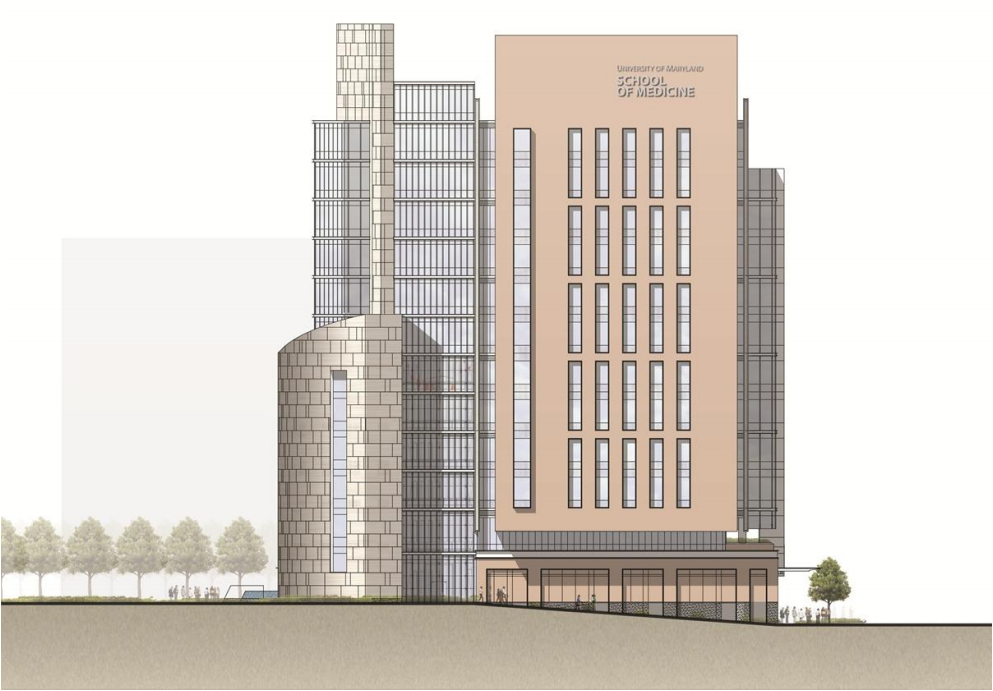 UNIVERSITY OF MARYLAND
SCHOOL
OF MEDICINE